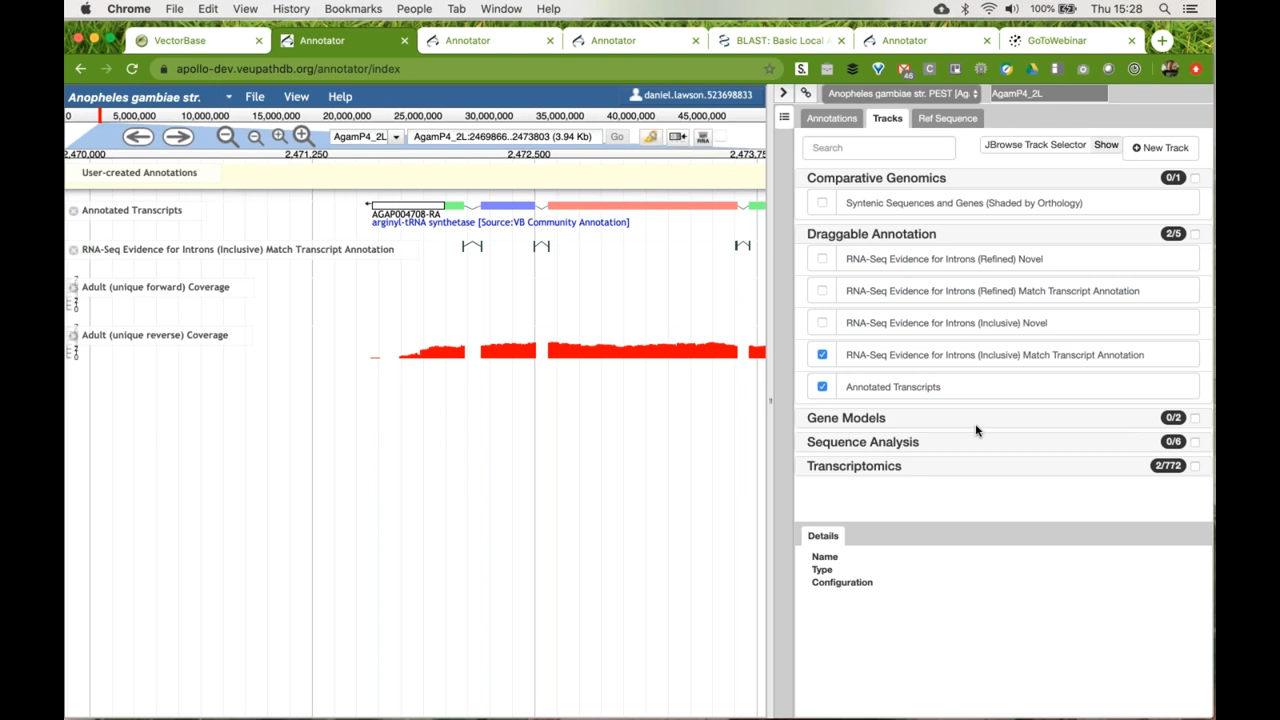 Chrome File Edit View History Bookmarks People Tab Window Help 100% Thu 15:28
VectorBase Annotator Annotator Annotator BLAST: Basic Local A Annotator GoToWebinar
apollo-dev.veupathdb.org/annotator/index 46
Anopheles gambiae str. File View Help daniel.lawson.523698833
0 5,000,000 10,000,000 15,000,000 20,000,000 25,000,000 30,000,000 35,000,000 40,000,000 45,000,000
AgamP4_2L AgamP4_2L:2469866..2473803 (3.94 Kb) Go
2,470,000 2,471,250 2,472,500 2,473,75
User-created Annotations
Annotated Transcripts
AGAP004708-RA
arginyl-tRNA synthetase [Source:VB Community Annotation]
RNA-Seq Evidence for Introns (Inclusive) Match Transcript Annotation
Adult (unique forward) Coverage
Adult (unique reverse) Coverage
Anopheles gambiae str. PEST [Ag. AgamP4_2L
Annotations Tracks Ref Sequence
Search JBrowse Track Selector Show New Track
Comparative Genomics 0/1
Syntenic Sequences and Genes (Shaded by Orthology)
Draggable Annotation 2/5
RNA-Seq Evidence for Introns (Refined) Novel
RNA-Seq Evidence for Introns (Refined) Match Transcript Annotation
RNA-Seq Evidence for Introns (Inclusive) Novel
RNA-Seq Evidence for Introns (Inclusive) Match Transcript Annotation
Annotated Transcripts
Gene Models 0/2
Sequence Analysis 0/6
Transcriptomics 2/772
Details
Name
Type
Configuration